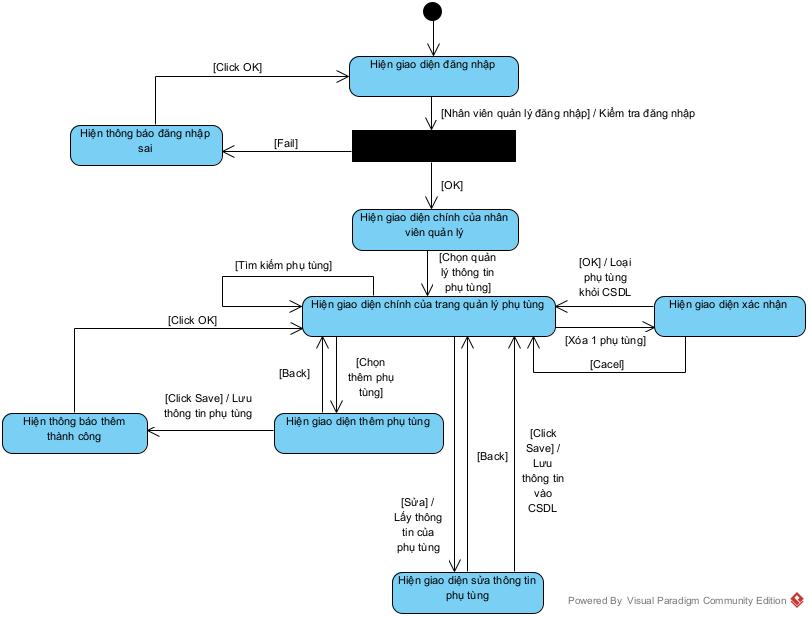 Hiện giao diện đăng nhập
[Click OK]
[Nhân viên quản lý đăng nhập] / Kiểm tra đăng nhập
Hiện thông báo đăng nhập
sai
[Fail]
[OK]
Hiện giao diện chính của nhân
viên quản lý
[Chọn quản
lý thông tin
phụ tùng]
[Tìm kiếm phụ tùng]
[OK] / Loại
phụ tùng
khỏi CSDL
Hiện giao diện chính của trang quản lý phụ tùng
Hiện giao diện xác nhận
[Click OK]
[Xóa 1 phụ tùng]
[Cacel]
[Back]
[Chọn
thêm phụ
tùng]
[Click Save] / Lưu
thông tin phụ tùng
Hiện thông báo thêm
thành công
Hiện giao diện thêm phụ tùng
[Back]
[Click
Save] /
Lưu
thông tin
vào
CSDL
[Sửa] /
Lấy thông
tin của
phụ tùng
Hiện giao diện sửa thông tin
phụ tùng
Powered By Visual Paradigm Community Edition